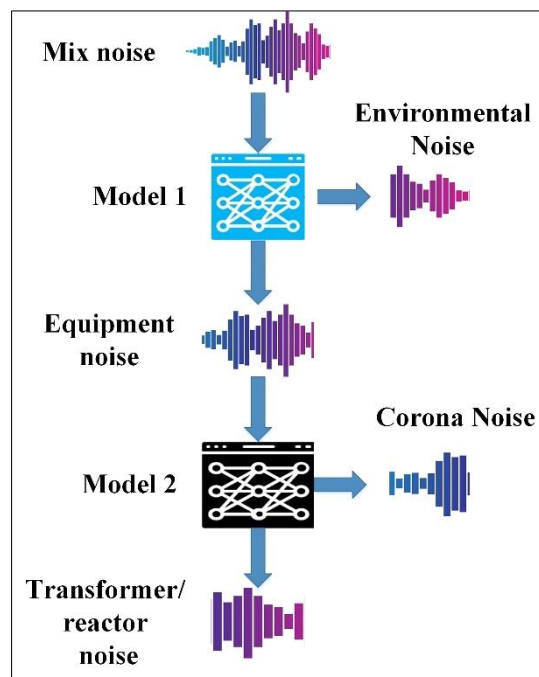 Mix noise
Environmental
Noise
Model 1
Equipment
noise
Corona Noise
Model 2
Transformer/
reactor
noise